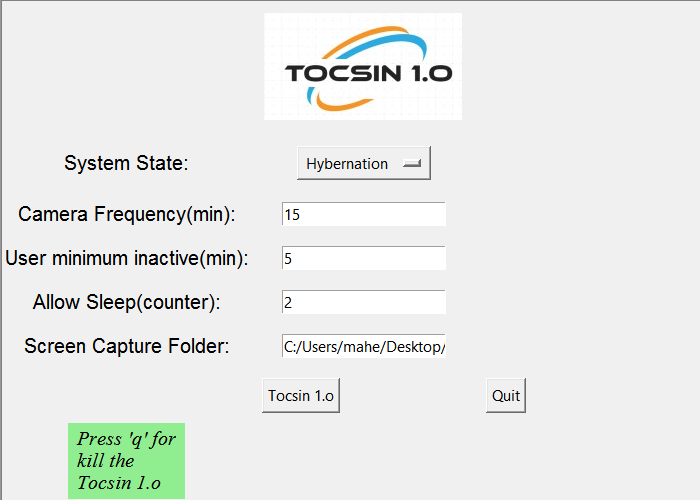 TOCSIN 1.O
System State:
Hybernation
Camera Frequency(min):
15
User minimum inactive(min):
5
Allow Sleep(counter):
2
Screen Capture Folder:
C:/Users/mahe/Desktop/
Tocsin 1.o
Quit
Press 'q' for
kill the
Tocsin 1.o